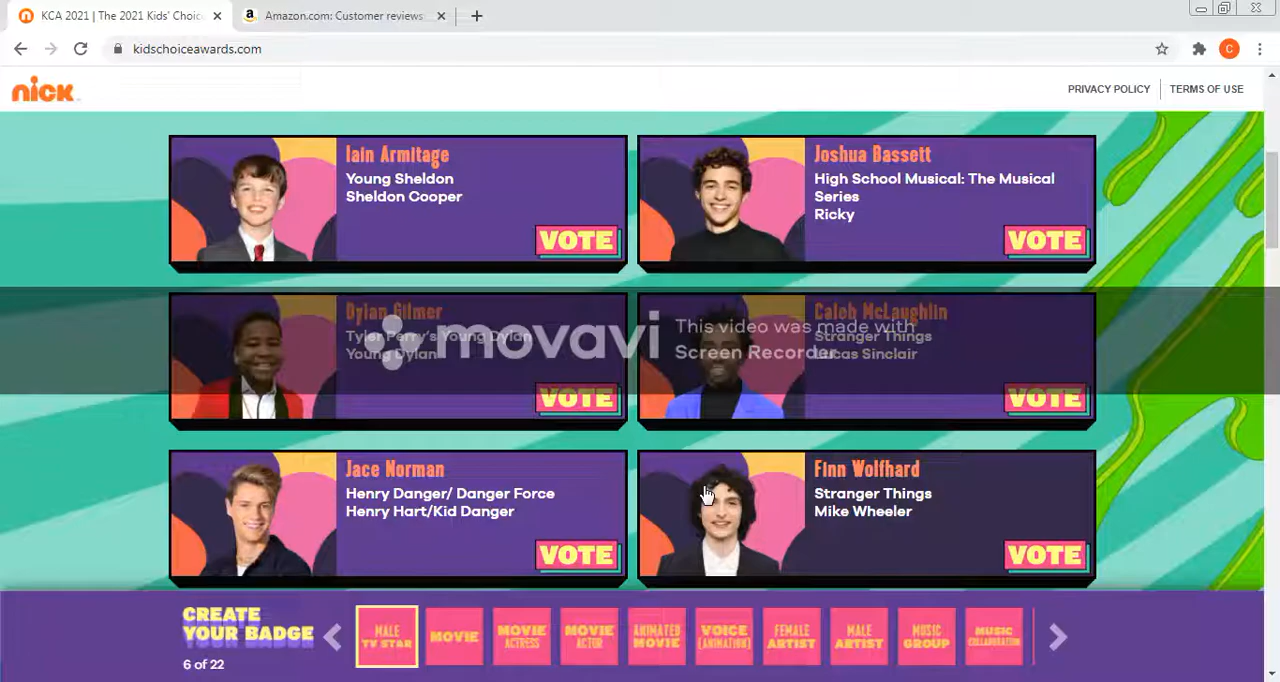 KCA 2021 | The 2021 Kids' Choic
Amazon.com: Customer reviews
kidschoiceawards.com
C
nick
PRIVACY POLICY
TERMS OF USE
Iain Armitage
Young Sheldon
Sheldon Cooper
VOTE
Joshua Bassett
High School Musical: The Musical
Series
Ricky
VOTE
Dylan Gilmer
Tyler Perry's Young Dylan
Young Dylan
VOTE
Caleb McLaughlin
Stranger Things
Lucas Sinclair
VOTE
movavi
This video was made with
Screen Recorder
Jace Norman
Henry Danger/ Danger Force
Henry Hart/Kid Danger
VOTE
Finn Wolfhard
Stranger Things
Mike Wheeler
VOTE
CREATE
YOUR BADGE
6 of 22
MALE
TV STAR
MOVIE
MOVIE
ACTRESS
MOVIE
ACTOR
ANIMATED
MOVIE
VOICE
(ANIMATION)
FEMALE
ARTIST
MALE
ARTIST
MUSIC
GROUP
MUSIC
COLLABORATION